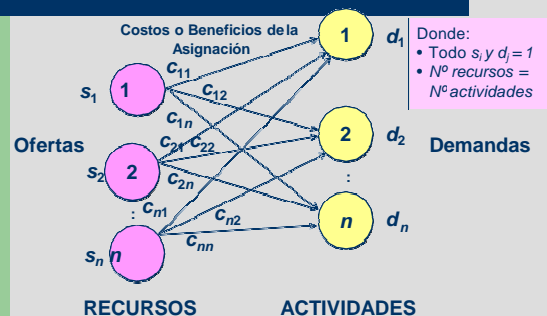 Costos o Beneficios de la
Asignación
Donde:
• Todo si y dj = 1
• Nº recursos =
Nº actividades
1
d1
c11
s1
1
c12
c1n
Ofertas
c21
c22
2
d2
Demandas
s2
2
c2n
:
:
cn1
cn2
n
dn
sn
n
cnn
RECURSOS
ACTIVIDADES